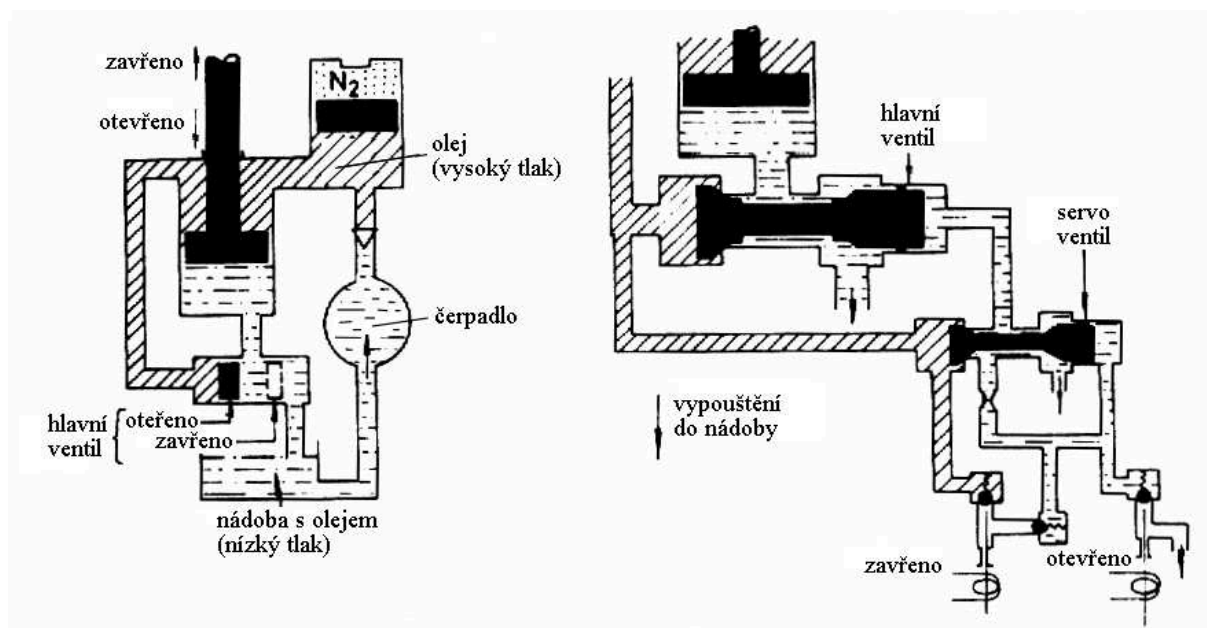 zavřeno
otevřeno
N2
olej
(vysoký tlak)
čerpadlo
hlavní
ventil
oteřeno
zavřeno
nádoba s olejem
(nízký tlak)
hlavní
ventil
servo
ventil
vypouštění
do nádoby
zavřeno
otevřeno